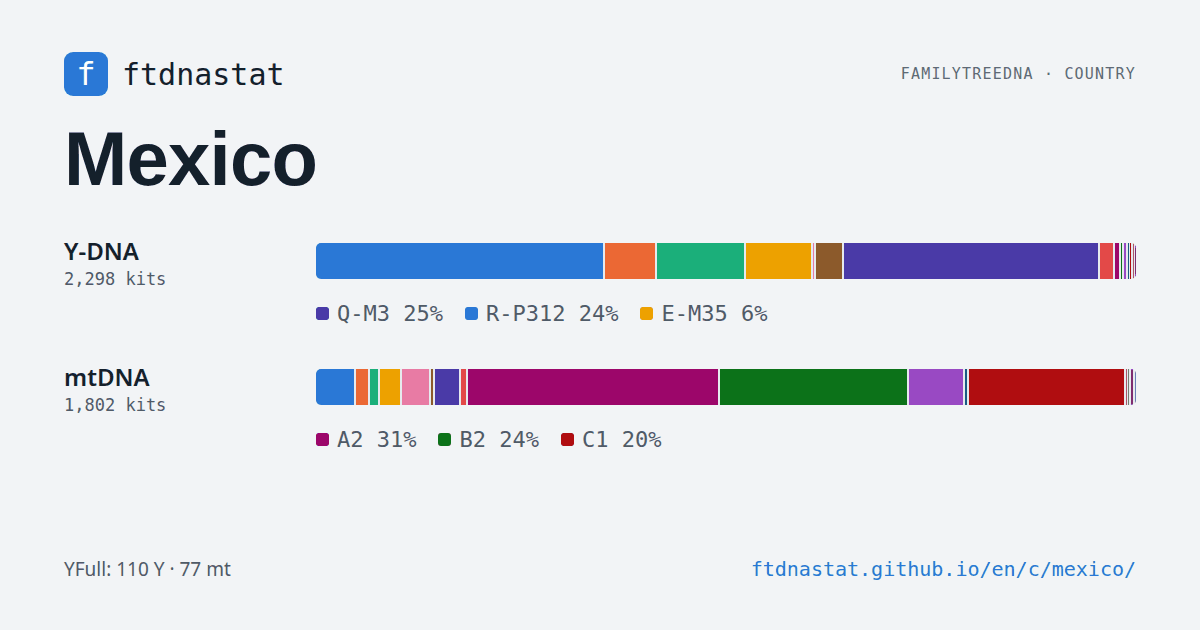 f ftdnastat
FAMILYTREEDNA · COUNTRY
Mexico
Y-DNA
2,298 kits
Q-M3 25% R-P312 24% E-M35 6%
mtDNA
1,802 kits
A2 31% B2 24% C1 20%
YFull: 110 Y · 77 mt
ftdnastat.github.io/en/c/mexico/